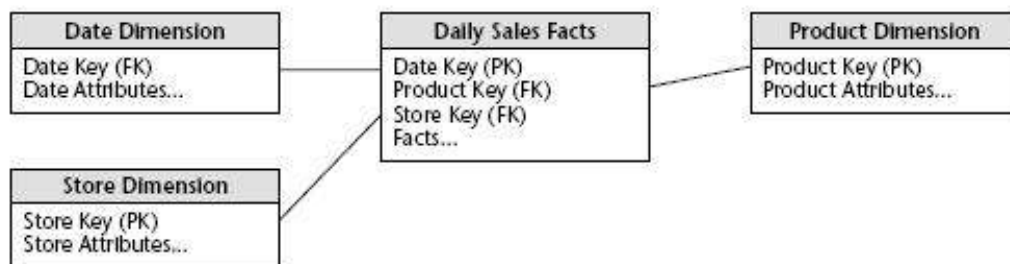 Date Dimension
Date Key (FK)
Date Attributes...
Daily Sales Facts
Date Key (PK)
Product Key (FK)
Store Key (FK)
Facts...
Product Dimension
Product Key (PK)
Product Attributes...
Store Dimension
Store Key (PK)
Store Attributes...